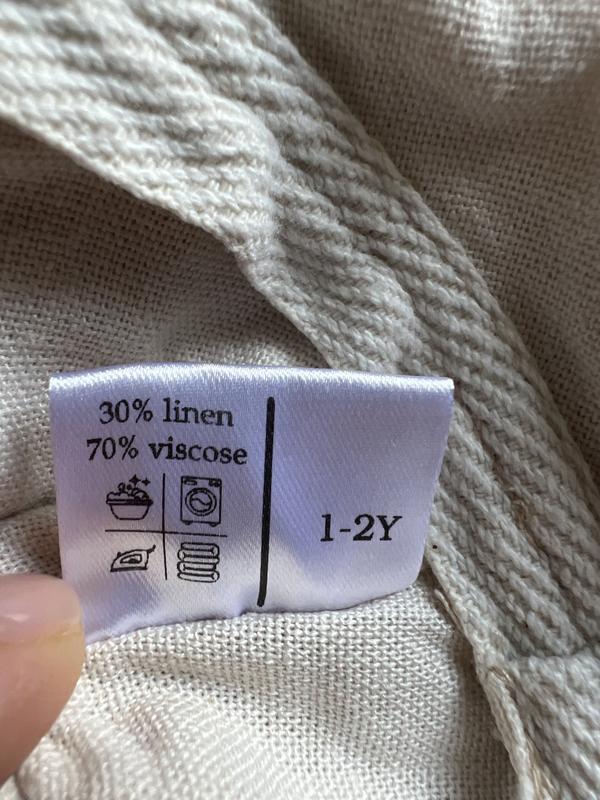 30% linen
70% viscose
1-2Y